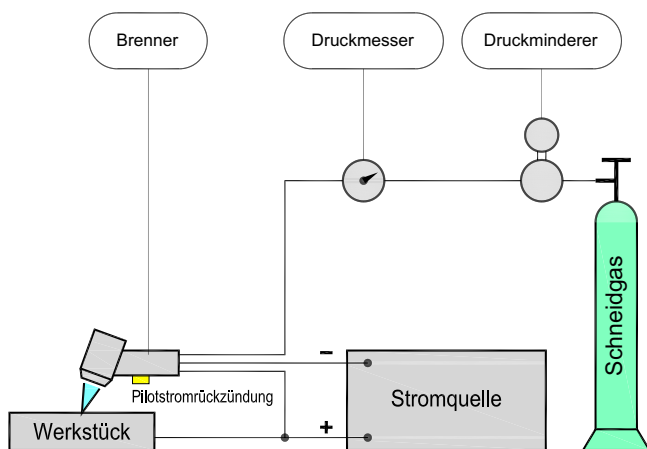 Brenner
Druckmesser
Druckminderer
Schneidgas
Pilotstromrückzündung
−
Stromquelle
Werkstück
+